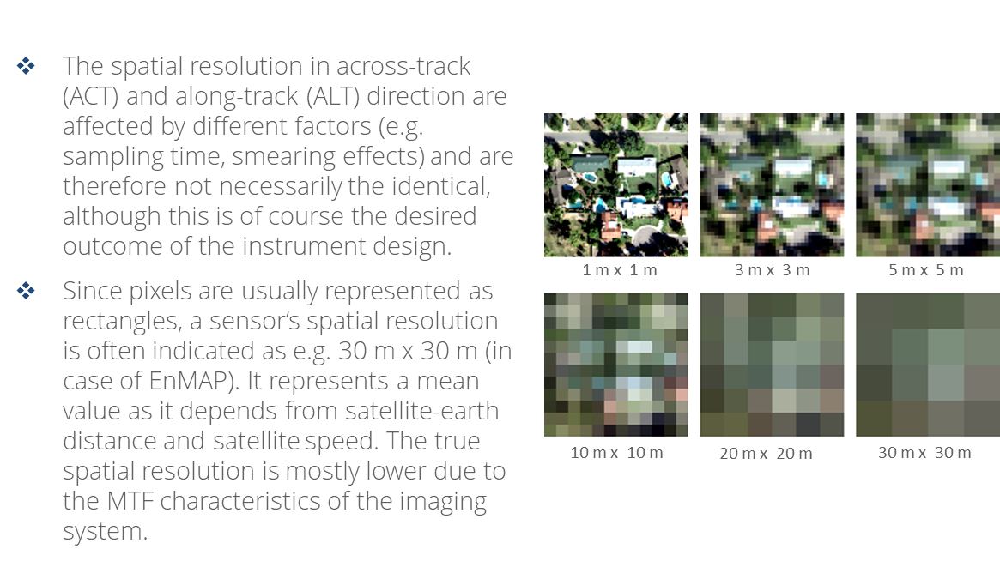 The spatial resolution in across-track
(ACT) and along-track (ALT) direction are
affected by different factors (e.g.
sampling time, smearing effects) and are
therefore not necessarily the identical,
although this is of course the desired
outcome of the instrument design.
Since pixels are usually represented as
rectangles, a sensor‘s spatial resolution
is often indicated as e.g. 30 m x 30 m (in
case of EnMAP). It represents a mean
value as it depends from satellite-earth
distance and satellite speed. The true
spatial resolution is mostly lower due to
the MTF characteristics of the imaging
system.
1 m x 1 m
3 m x 3 m
5 m x 5 m
10 m x 10 m
20 m x 20 m
30 m x 30 m